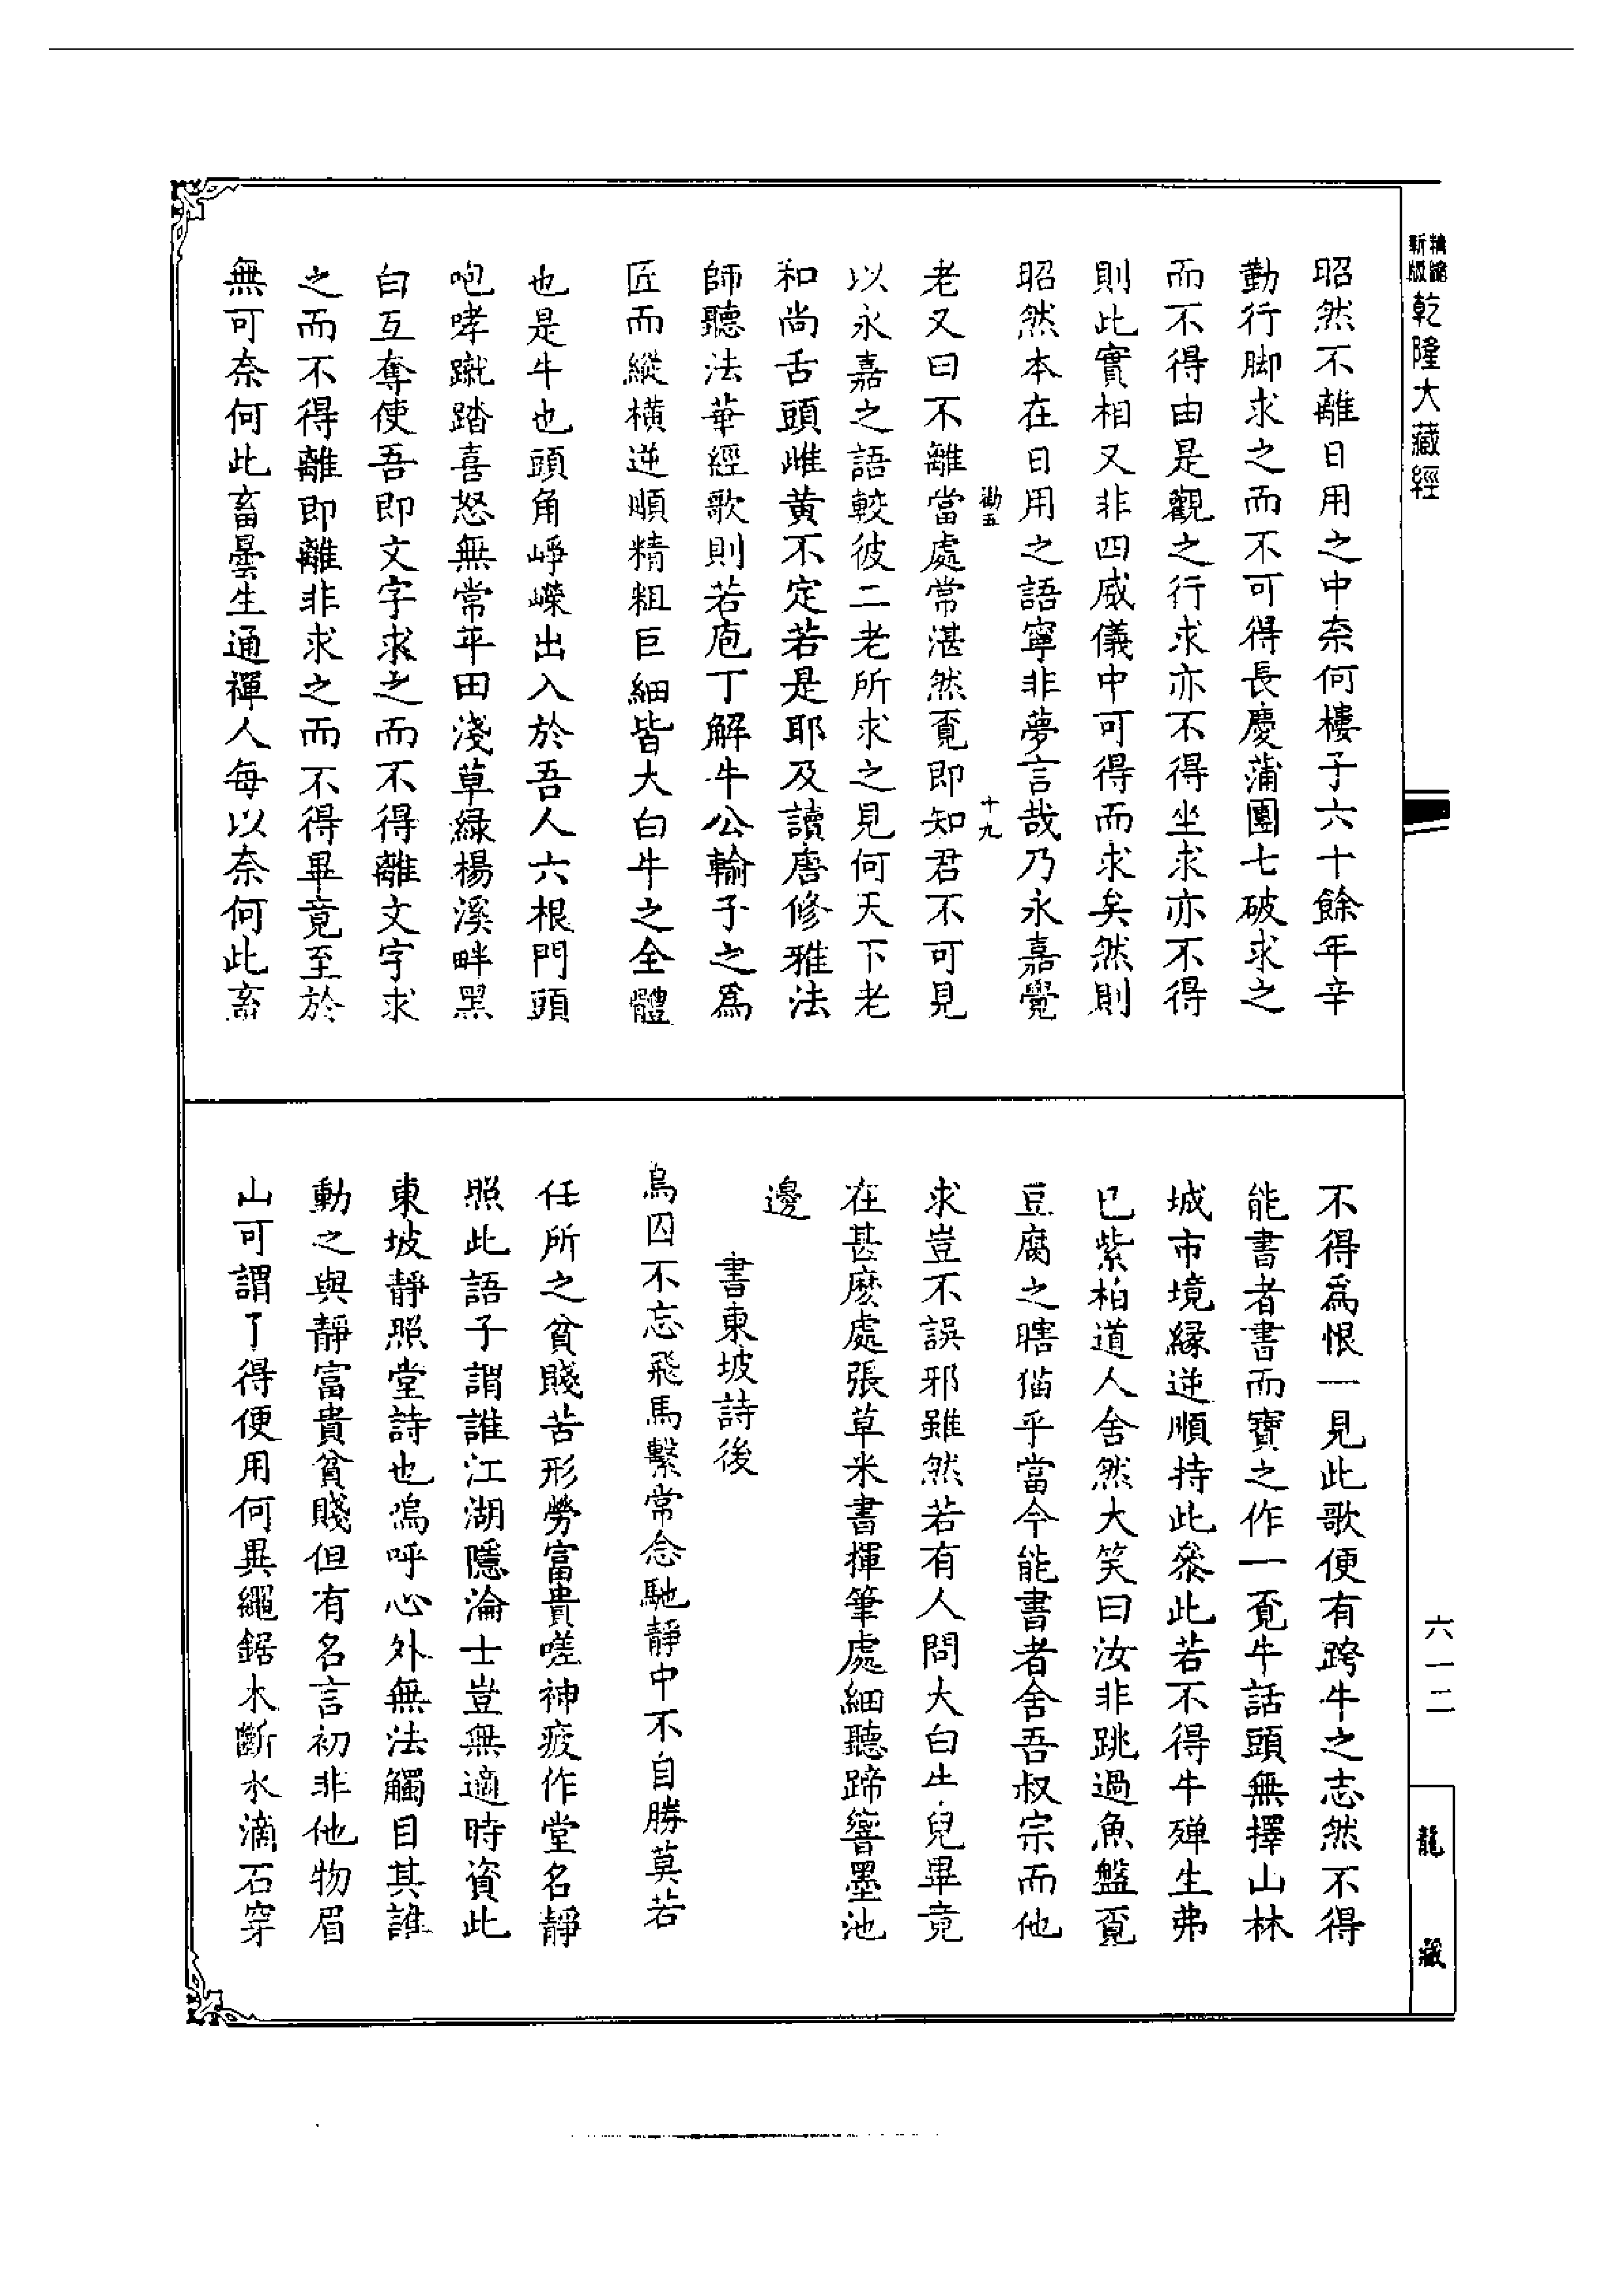 精縮新版乾隆大藏經
昭然不離日用之中奈何樓子六十餘年辛
勤行脚求之而不可得長慶蒲團七破求之
而不得由是觀之行求亦不得坐求亦不得
則此實相又非四威儀中可得而求矣然則
昭然本在日用之語寧非夢言哉乃永嘉覺
勸五 十九
老又曰不離當處常湛然覓即知君不可見
以永嘉之語較彼二老所求之見何天下老
和尚舌頭雌黄不定若是耶及讀唐修雅法
師聽法華經歌則若庖丁解牛公輸子之爲
匠而縱橫逆順精粗巨細皆大白牛之全體
也是牛也頭角崢嶸出入於吾人六根門頭
咆哮蹴踏喜怒無常平田淺草緑楊溪畔黑
白互奪使吾即文字求之而不得離文字求
之而不得離即離非求之而不得畢竟至於
無可奈何此畜曇生通禪人每以奈何此畜
不得爲恨一見此歌便有跨牛之志然不得
能書者書而寶之作一覓牛話頭無擇山林
城市境緣逆順持此叅此若不得牛殫生弗
已紫柏道人舍然大笑曰汝非跳過魚盤覓
豆腐之瞎猫乎當今能書者舍吾叔宗而他
求豈不誤邪雖然若有人問大白牛兒畢竟
在甚麽處張草米書揮筆處細聽蹄響墨池
邊
書東坡詩後
鳥囚不忘飛馬繫常念馳靜中不自勝莫若
任所之貧賤苦形勞富貴嗟神疲作堂名靜
照此語子謂誰江湖隱淪士豈無適時資此
東坡靜照堂詩也嗚呼心外無法觸目其誰
動之與靜富貴貧賤但有名言初非他物眉
山可謂了得便用何異繩鋸木斷水滴石穿
六一二
龍藏